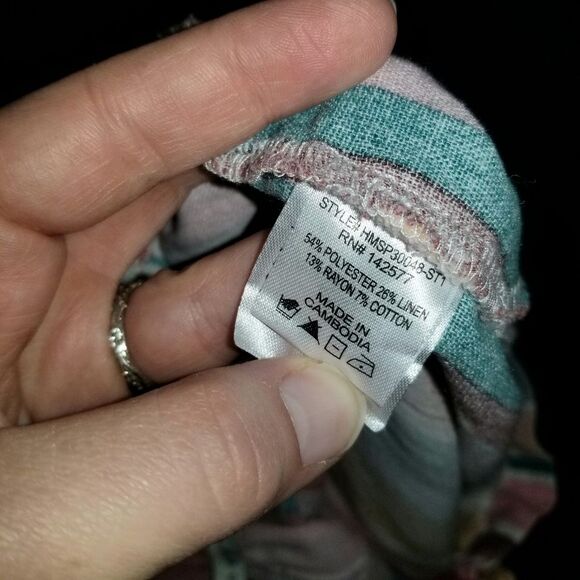 STYLE# HMSP30048-ST1
RN# 142577
54% POLYESTER 26% LINEN
13% RAYON 7% COTTON
MADE IN
CAMBODIA